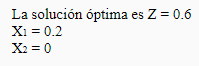 La solución óptima es Z = 0.6
X₁ = 0.2
X₂ = 0